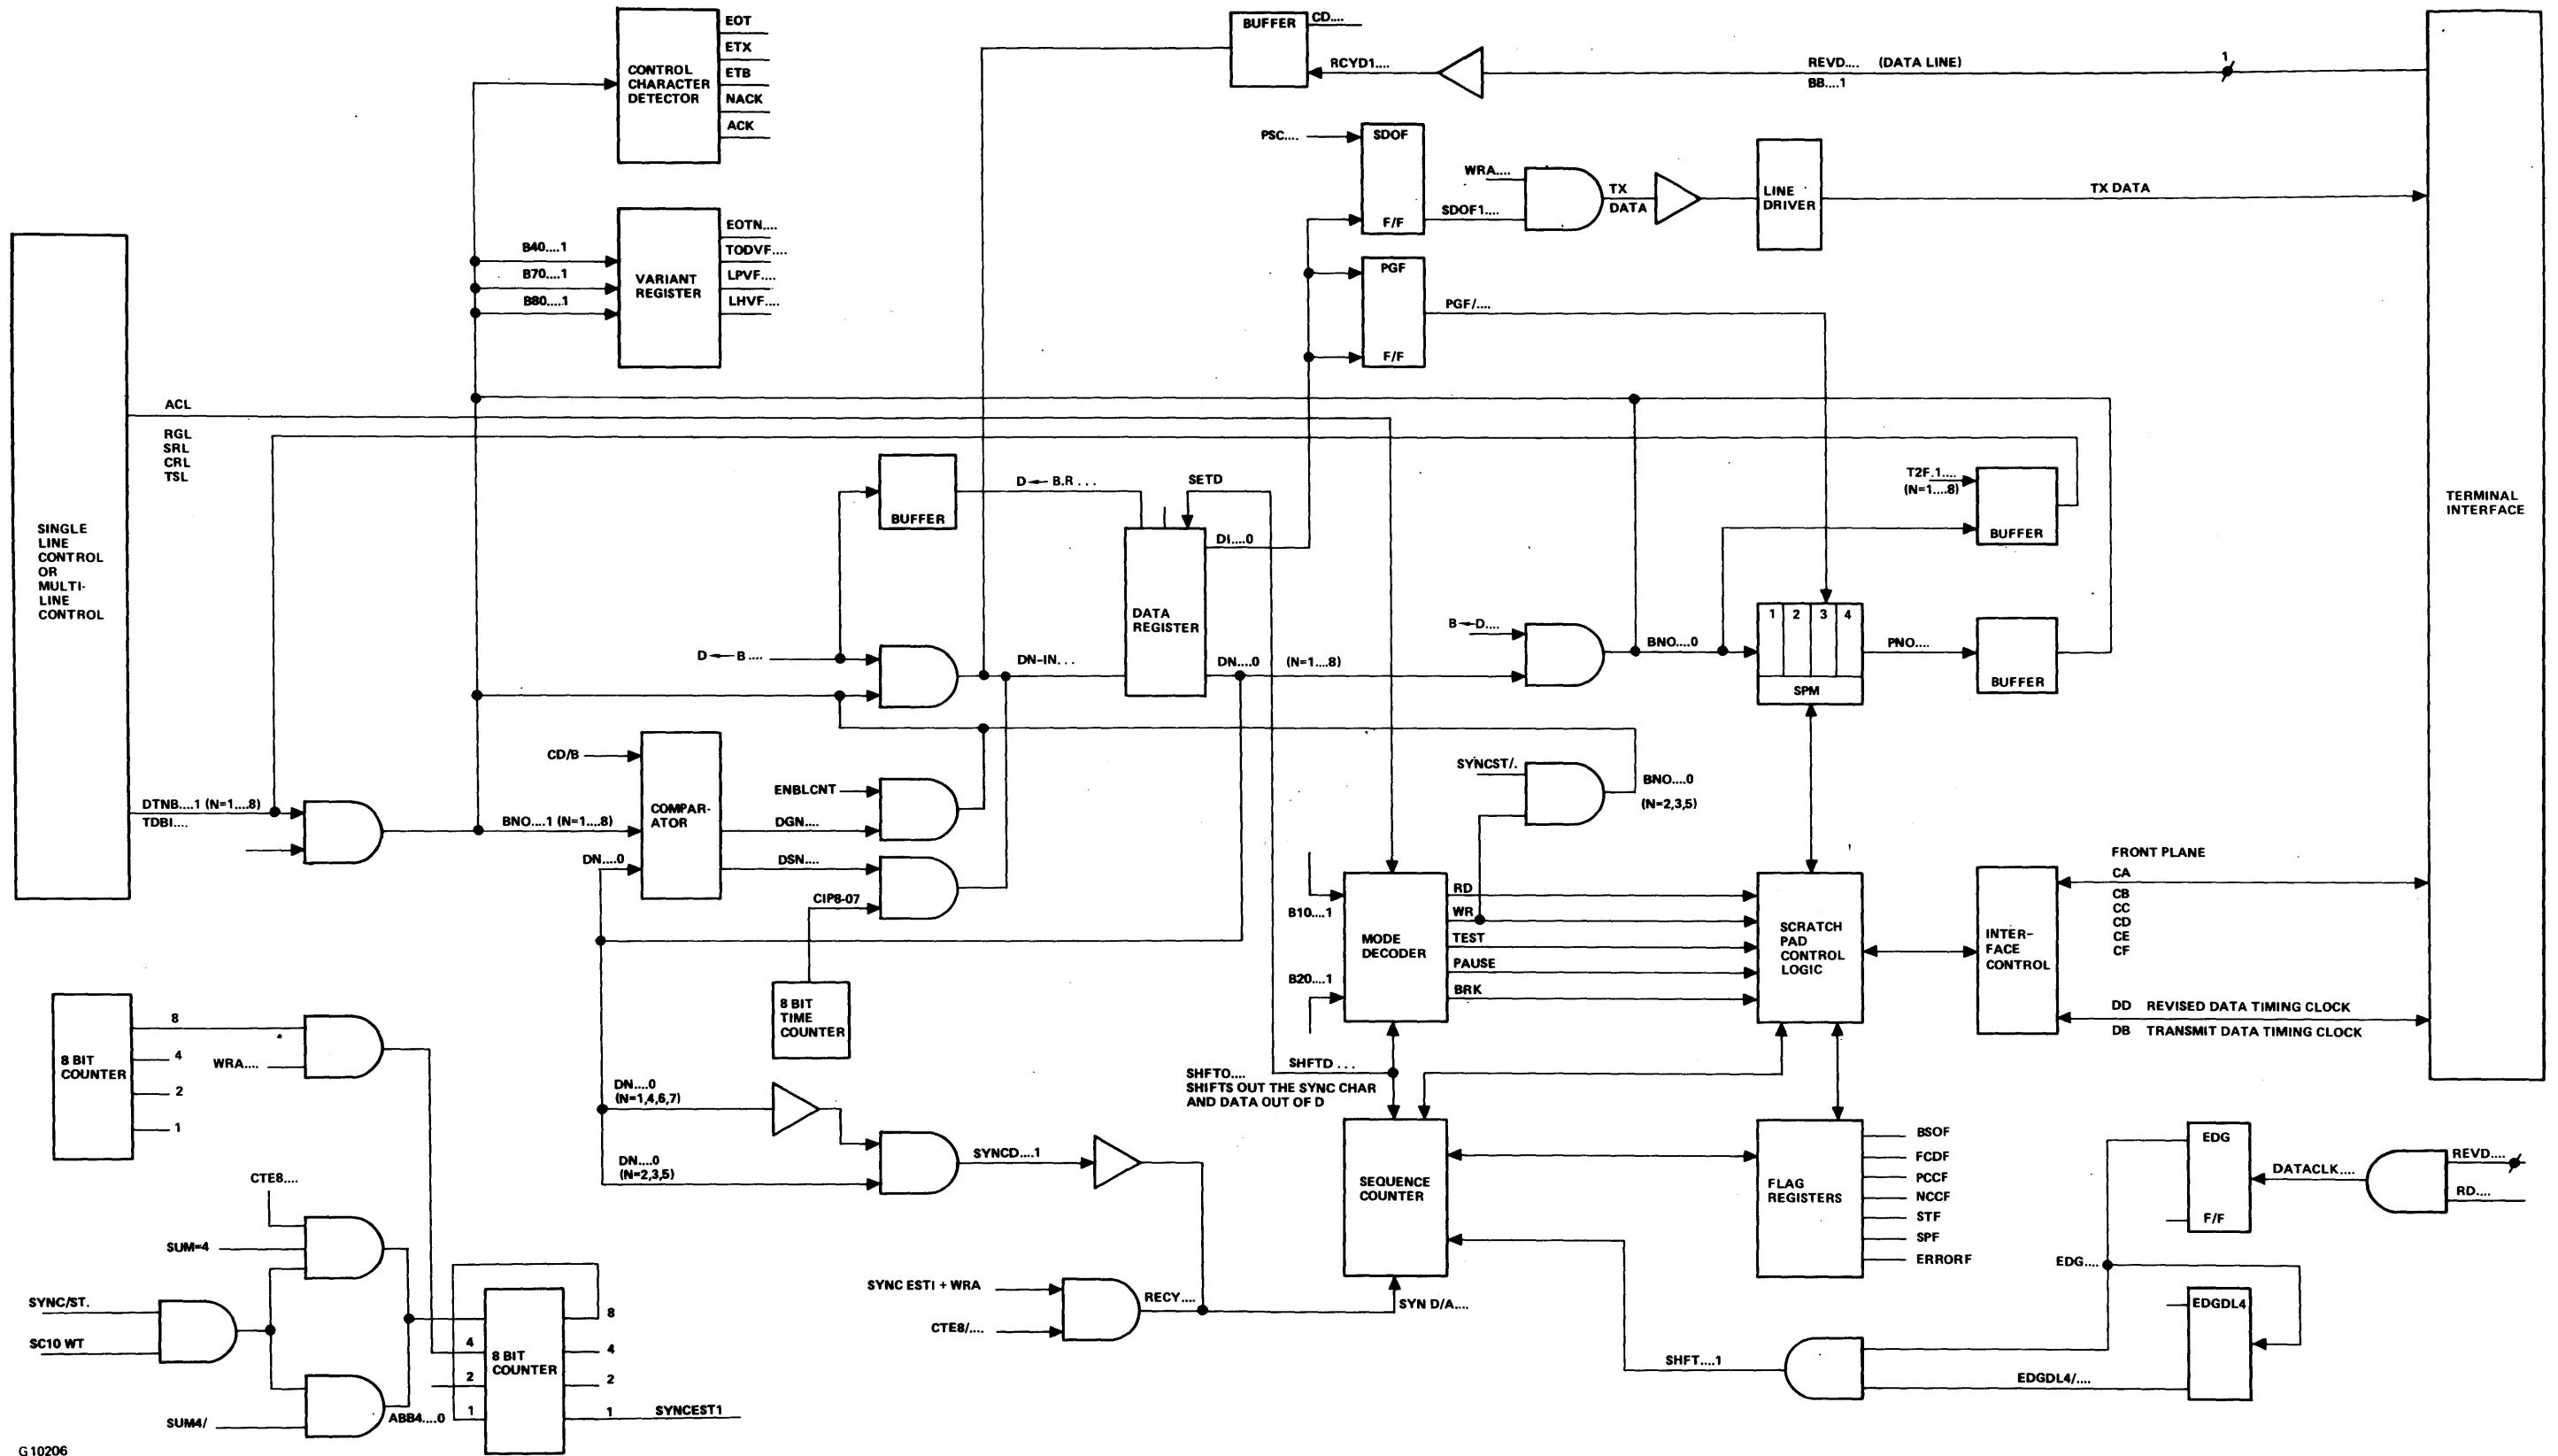 EOT
ETX
ETB
NACK
ACK
CONTROL
CHARACTER
DETECTOR
BUFFER
CD....
RCYD1....
REVD.... (DATA LINE)
BB....1
1
PSC....
SDOF
F/F
WRA....
SDOF1....
TX
DATA
LINE
DRIVER
TX DATA
B40....1
B70....1
B80....1
VARIANT
REGISTER
EOTN....
TODVF....
LPVF....
LHVF....
PGF
F/F
PGF/....
ACL
RGL
SRL
CRL
TSL
SINGLE
LINE
CONTROL
OR
MULTI-
LINE
CONTROL
TERMINAL
INTERFACE
BUFFER
D←B.R...
SETD
DI....0
DATA
REGISTER
T2F.1....
(N=1....8)
BUFFER
D←B....
DN-IN...
DN....0 (N=1....8)
B←D....
BNO....0
1 2 3 4
SPM
PNO....
BUFFER
CD/B
COMPAR-
ATOR
ENBLCNT
DGN....
DSN....
CIP8-07
DN....0
DTNB....1 (N=1....8)
TDBI....
BNO....1 (N=1....8)
SYNCST/.
BNO....0
(N=2,3,5)
B10....1
B20....1
MODE
DECODER
RD
WR
TEST
PAUSE
BRK
SCRATCH
PAD
CONTROL
LOGIC
INTER-
FACE
CONTROL
FRONT PLANE
CA
CB
CC
CD
CE
CF
DD REVISED DATA TIMING CLOCK
DB TRANSMIT DATA TIMING CLOCK
8 BIT
TIME
COUNTER
8 BIT
COUNTER
8
4
2
1
WRA....
SHFTD ...
SHFTO....
SHIFTS OUT THE SYNC CHAR
AND DATA OUT OF D
DN....0
(N=1,4,6,7)
DN....0
(N=2,3,5)
SYNCD....1
SEQUENCE
COUNTER
FLAG
REGISTERS
BSOF
FCDF
PCCF
NCCF
STF
SPF
ERRORF
EDG
F/F
DATACLK....
REVD....
RD....
EDG....
EDGDL4
EDGDL4/....
SHFT....1
CTE8....
SUM=4
SYNC/ST.
SC10 WT
SUM4/
ABB4....0
8 BIT
COUNTER
4
2
1
8
4
2
1
SYNCEST1
SYNC ESTI + WRA
CTE8/....
RECY....
SYN D/A....
G10206